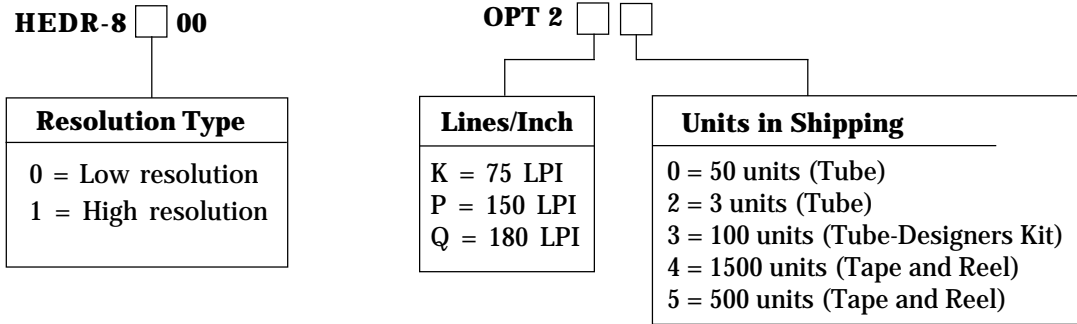 HEDR-8 00
OPT 2
Resolution Type
0 = Low resolution
1 = High resolution
Lines/Inch
K = 75 LPI
P = 150 LPI
Q = 180 LPI
Units in Shipping
0 = 50 units (Tube)
2 = 3 units (Tube)
3 = 100 units (Tube-Designers Kit)
4 = 1500 units (Tape and Reel)
5 = 500 units (Tape and Reel)